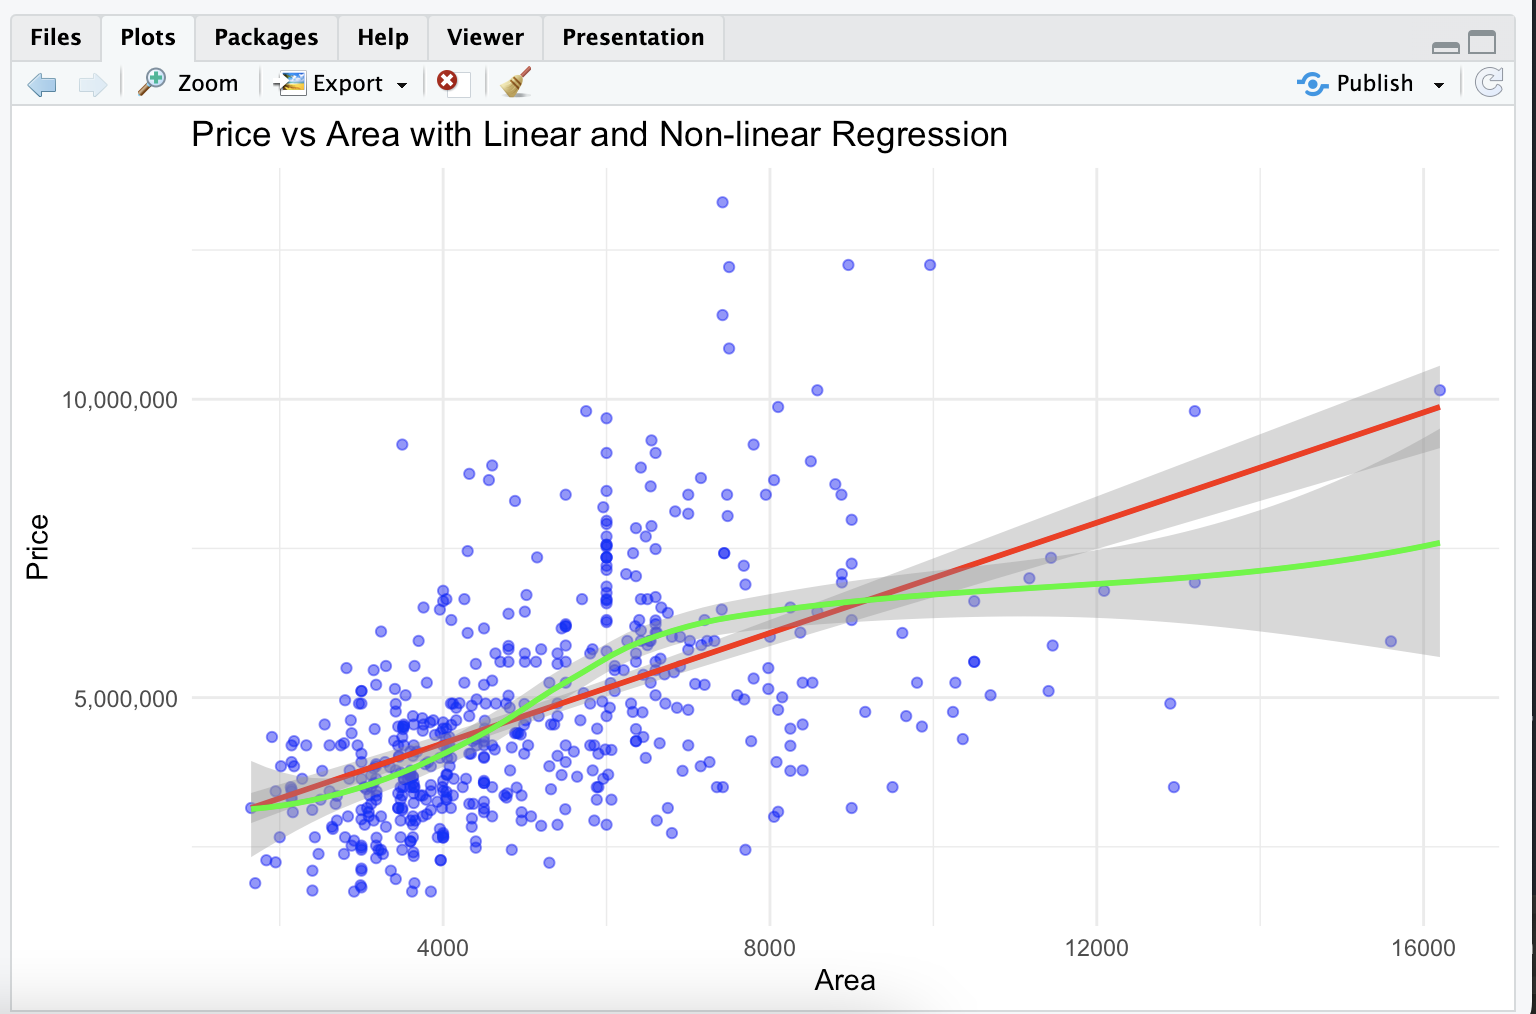 Files Plots Packages Help Viewer Presentation
Zoom Export Publish
Price vs Area with Linear and Non-linear Regression
10,000,000
5,000,000
Price
4000 8000 12000 16000
Area